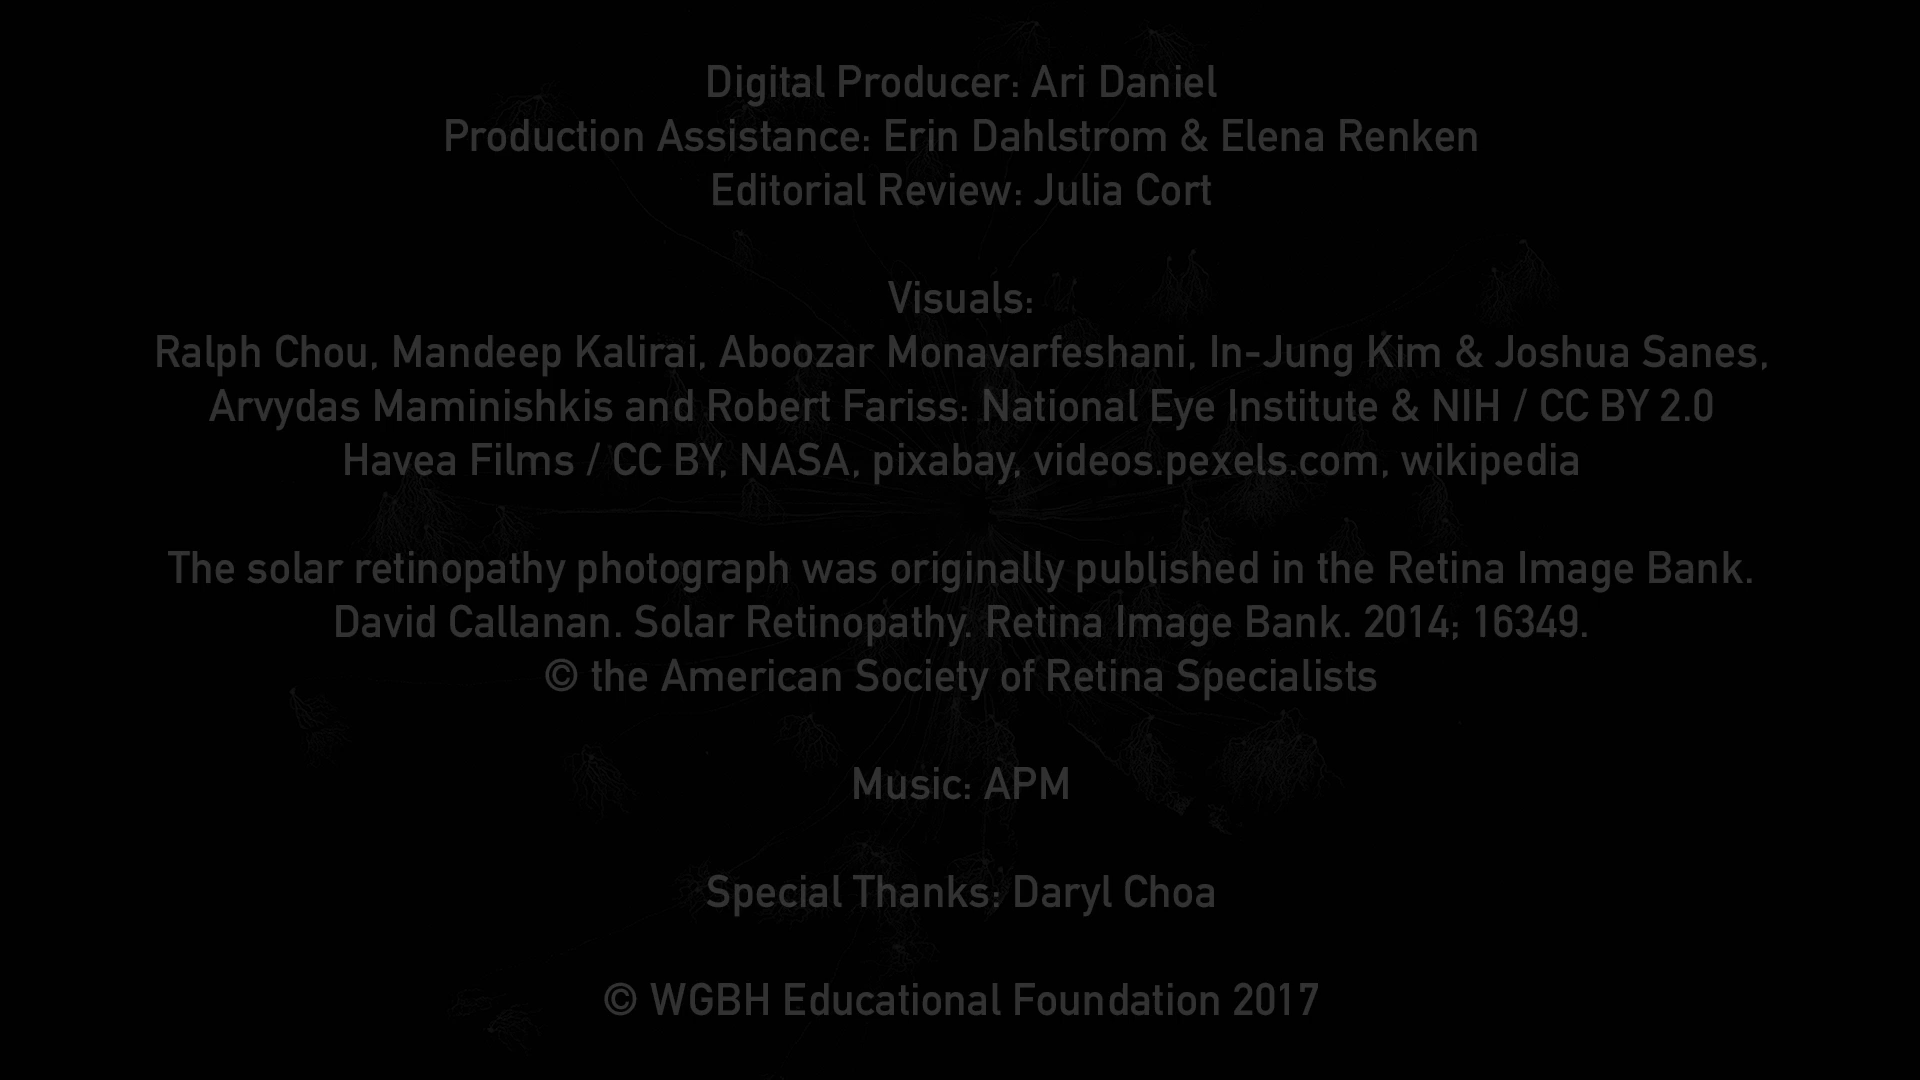 Digital Producer: Ari Daniel
Production Assistance: Erin Dahlstrom & Elena Renken
Editorial Review: Julia Cort
Visuals:
Ralph Chou, Mandeep Kalirai, Aboozar Monavarfeshani, In-Jung Kim & Joshua Sanes,
Arvydas Maminishkis and Robert Fariss: National Eye Institute & NIH / CC BY 2.0
Havea Films / CC BY, NASA, pixabay, videos.pexels.com, wikipedia
The solar retinopathy photograph was originally published in the Retina Image Bank.
David Callanan. Solar Retinopathy. Retina Image Bank. 2014; 16349.
© the American Society of Retina Specialists
Music: APM
Special Thanks: Daryl Choa
© WGBH Educational Foundation 2017